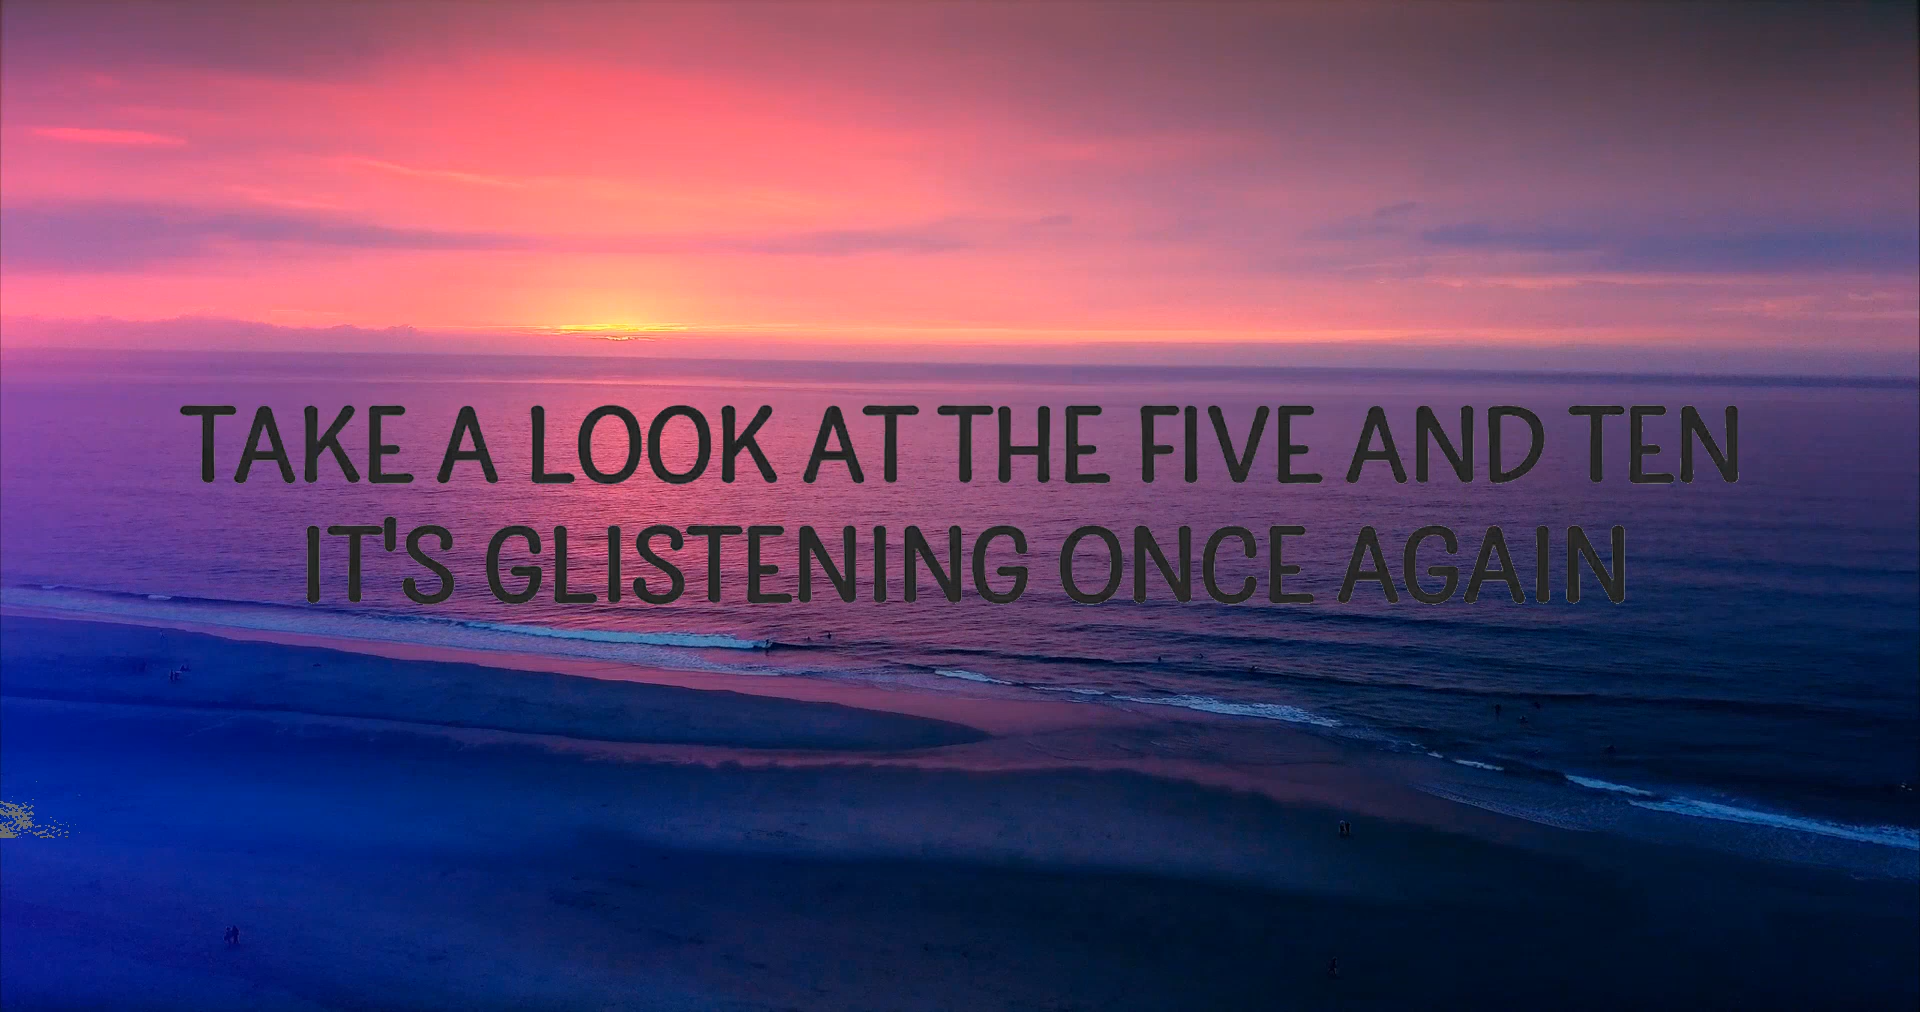 TAKE A LOOK AT THE FIVE AND TEN
IT'S GLISTENING ONCE AGAIN